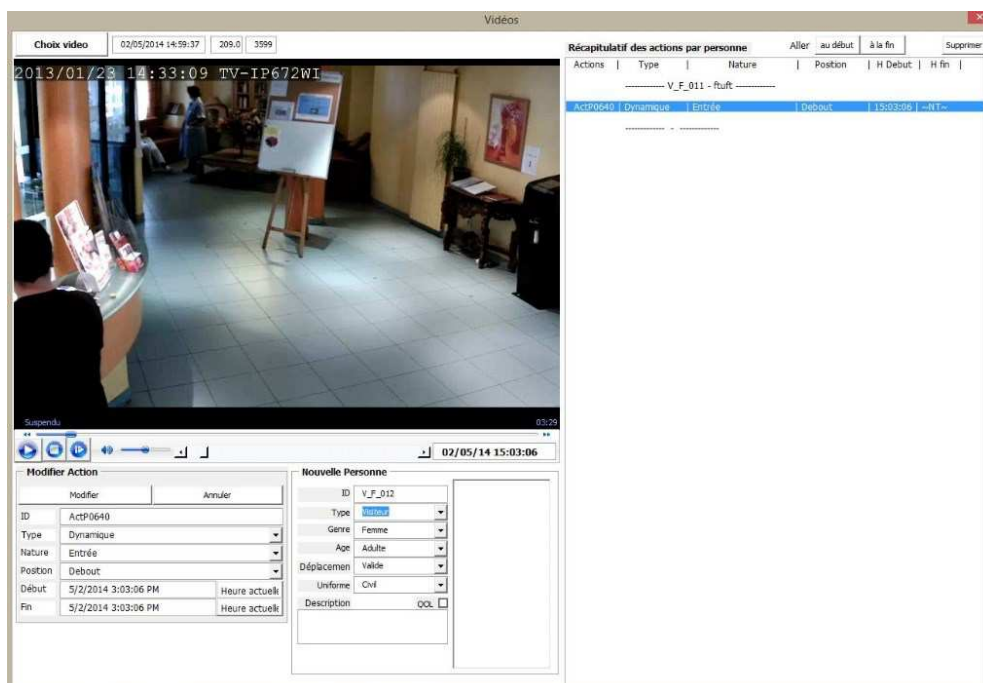 Vidéos
Choix video 02/05/2014 14:59:37 209.0 3599
Récapitulatif des actions par personne Aller au début à la fin Supprimer
Actions | Type | Nature | Position | H Debut | H fin |
------------- V_F_011 - ftuft -------------
ActP0640 | Dynamique | Entrée | Debout | 15:03:06 | ~NT~
------------- - -------------
2013/01/23 14:33:09 TV-IP672WI
Suspendu 03:29
02/05/14 15:03:06
Modifier Action
Modifier Annuler
ID ActP0640
Type Dynamique
Nature Entrée
Position Debout
Début 5/2/2014 3:03:06 PM Heure actuelle
Fin 5/2/2014 3:03:06 PM Heure actuelle
Nouvelle Personne
ID V_F_012
Type Visiteur
Genre Femme
Age Adulte
Déplacemen Valide
Uniforme Civil
Description QOL